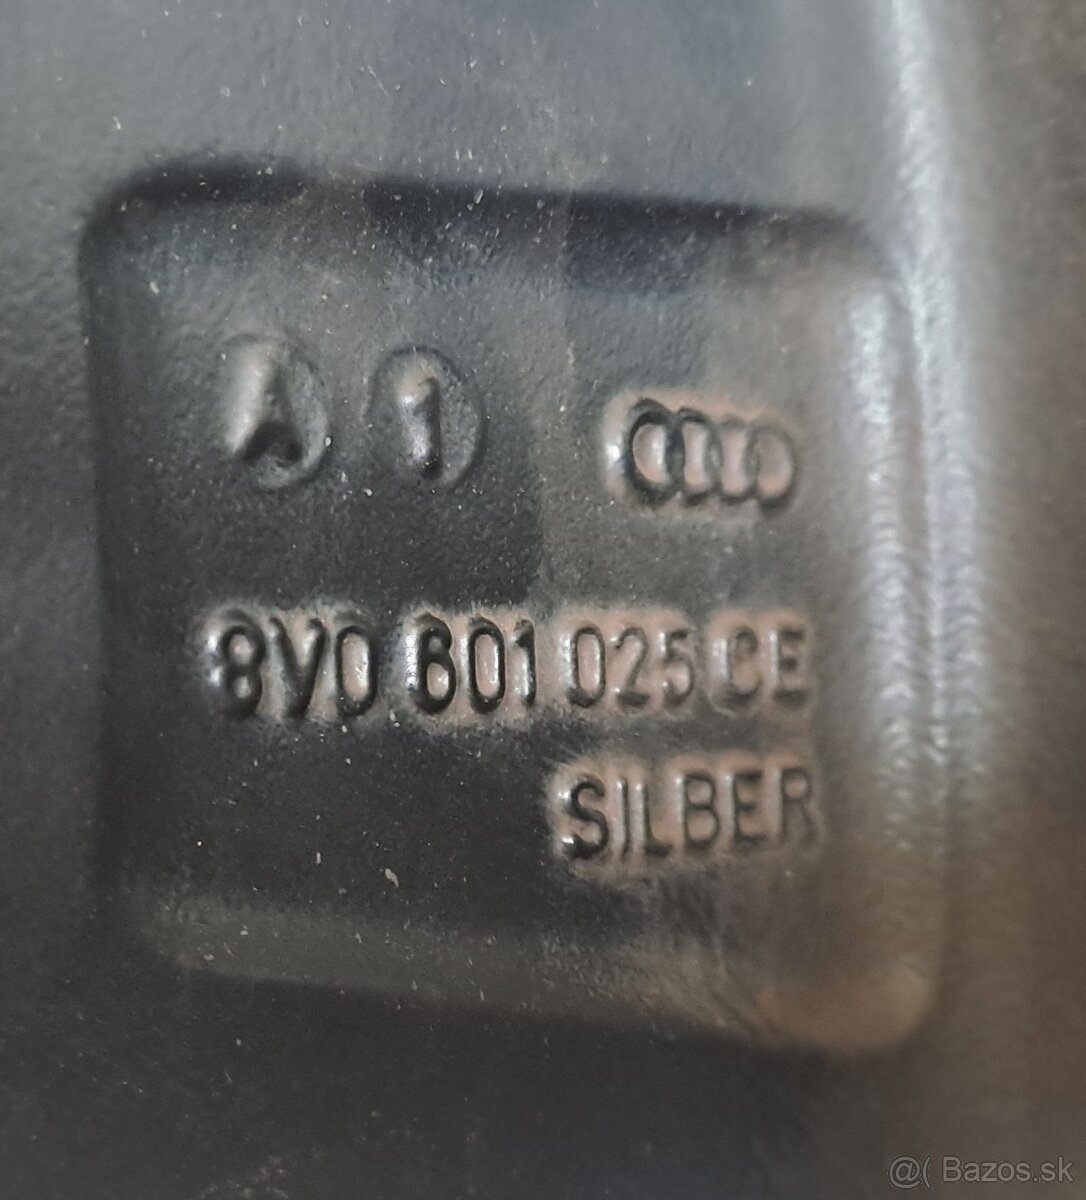 A 1
8V0 601 025 CE
SILBER
@( Bazos.sk